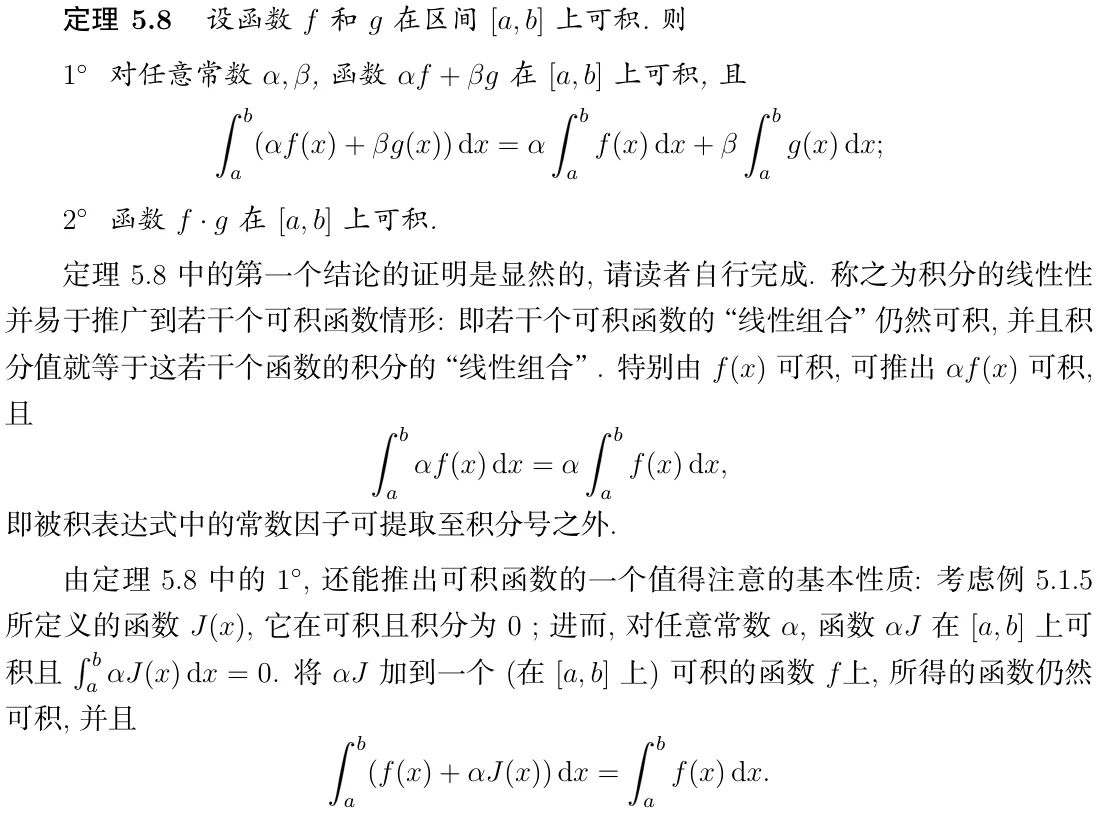 定理 5.8 设函数 f 和 g 在区间 [a, b] 上可积. 则
1° 对任意常数 α, β, 函数 αf + βg 在 [a, b] 上可积, 且
∫_a^b (αf(x) + βg(x)) dx = α ∫_a^b f(x) dx + β ∫_a^b g(x) dx;
2° 函数 f · g 在 [a, b] 上可积.
定理 5.8 中的第一个结论的证明是显然的, 请读者自行完成. 称之为积分的线性性
并易于推广到若干个可积函数情形: 即若干个可积函数的 “线性组合” 仍然可积, 并且积
分值就等于这若干个函数的积分的 “线性组合” . 特别由 f(x) 可积, 可推出 αf(x) 可积,
且
∫_a^b αf(x) dx = α ∫_a^b f(x) dx,
即被积表达式中的常数因子可提取至积分号之外.
由定理 5.8 中的 1°, 还能推出可积函数的一个值得注意的基本性质: 考虑例 5.1.5
所定义的函数 J(x), 它在可积且积分为 0 ; 进而, 对任意常数 α, 函数 αJ 在 [a, b] 上可
积且 ∫_a^b αJ(x) dx = 0. 将 αJ 加到一个 (在 [a, b] 上) 可积的函数 f上, 所得的函数仍然
可积, 并且
∫_a^b (f(x) + αJ(x)) dx = ∫_a^b f(x) dx.